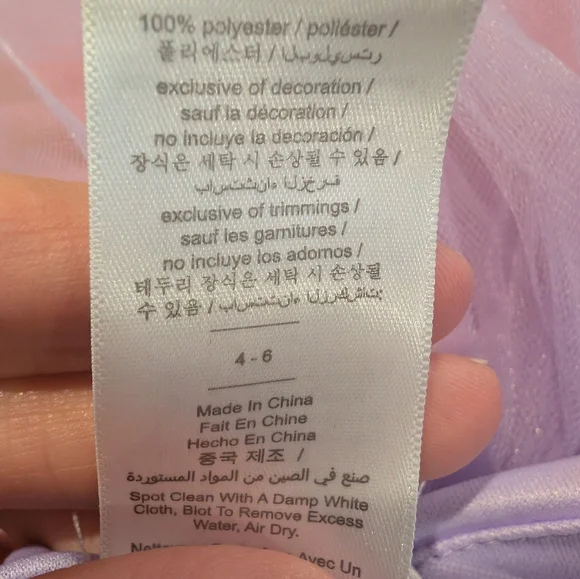 100% polyester / poliéster /
폴리에스터 / البوليستر
exclusive of decoration /
sauf la décoration /
no incluye la decoración /
장식은 세탁 시 손상될 수 있음 /
باستثناء الزخرفة
exclusive of trimmings /
sauf les garnitures /
no incluye los adornos /
테두리 장식은 세탁 시 손상될
수 있음 / باستثناء
4 - 6
Made In China
Fait En Chine
Hecho En China
중국 제조 /
صنع في الصين من المواد المستوردة
Spot Clean With A Damp White
Cloth, Blot To Remove Excess
Water, Air Dry.
Avec Un